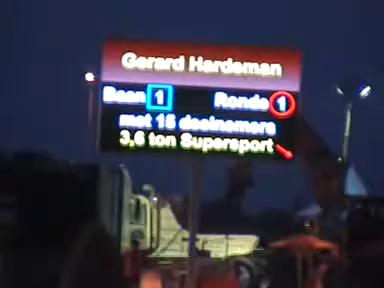 Gerard Hardeman
Baan 1 Ronde 1
met 15 deelnemers
3,6 ton Supersport